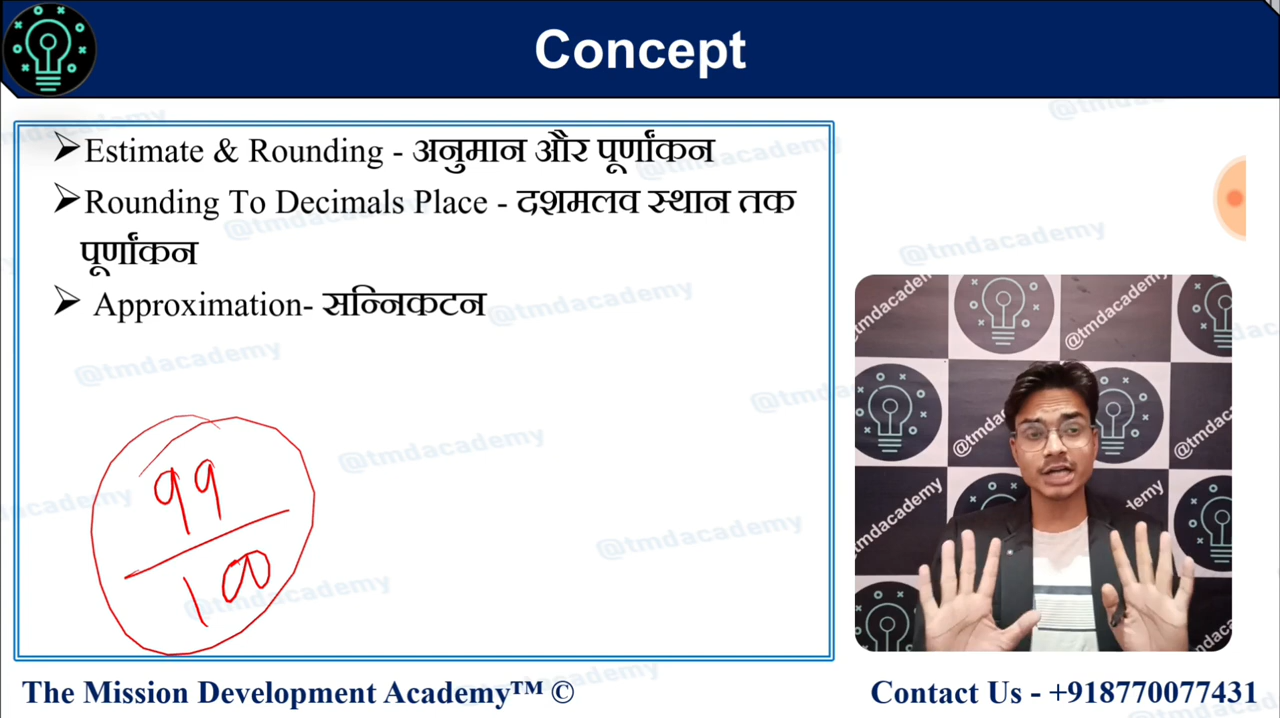 Concept
➢Estimate & Rounding - अनुमान और पूर्णांकन
➢Rounding To Decimals Place - दशमलव स्थान तक
पूर्णांकन
➢ Approximation- सन्निकटन
99
100
@tmdacademy
The Mission Development Academy™ ©
Contact Us - +918770077431